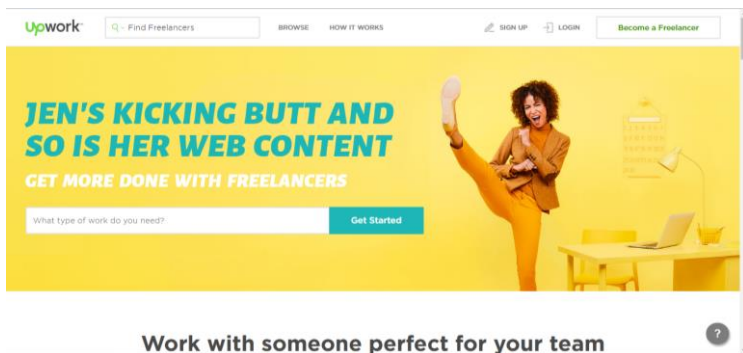 Upwork
Find Freelancers
BROWSE
HOW IT WORKS
SIGN UP
LOGIN
Become a Freelancer
JEN'S KICKING BUTT AND
SO IS HER WEB CONTENT
GET MORE DONE WITH FREELANCERS
What type of work do you need?
Get Started
Work with someone perfect for your team
?